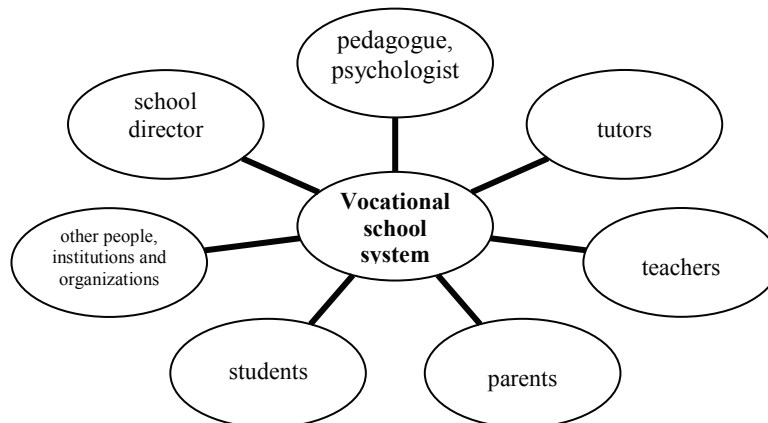 pedagogue,
psychologist
school
director
tutors
Vocational
school
system
other people,
institutions and
organizations
teachers
students
parents